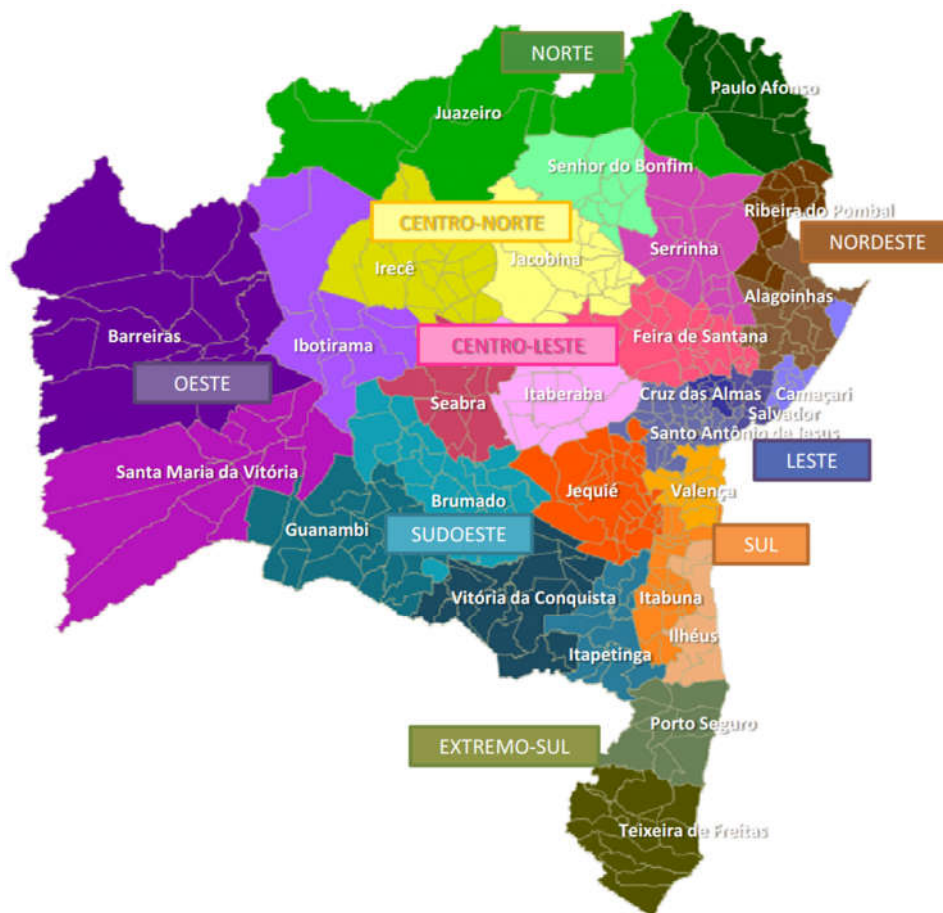 NORTE
Paulo Afonso
Juazeiro
Senhor do Bonfim
Ribeira do Pombal
CENTRO-NORTE
NORDESTE
Serrinha
Jacobina
Irecê
Alagoinhas
Barreiras
Ibotirama
CENTRO-LESTE
Feira de Santana
OESTE
Seabra
Itaberaba
Cruz das Almas
Camaçari
Salvador
Santo Antônio de Jesus
LESTE
Santa Maria da Vitória
Jequié
Valença
Brumado
Guanambi
SUDOESTE
SUL
Vitória da Conquista
Itabuna
Ilhéus
Itapetinga
Porto Seguro
EXTREMO-SUL
Teixeira de Freitas